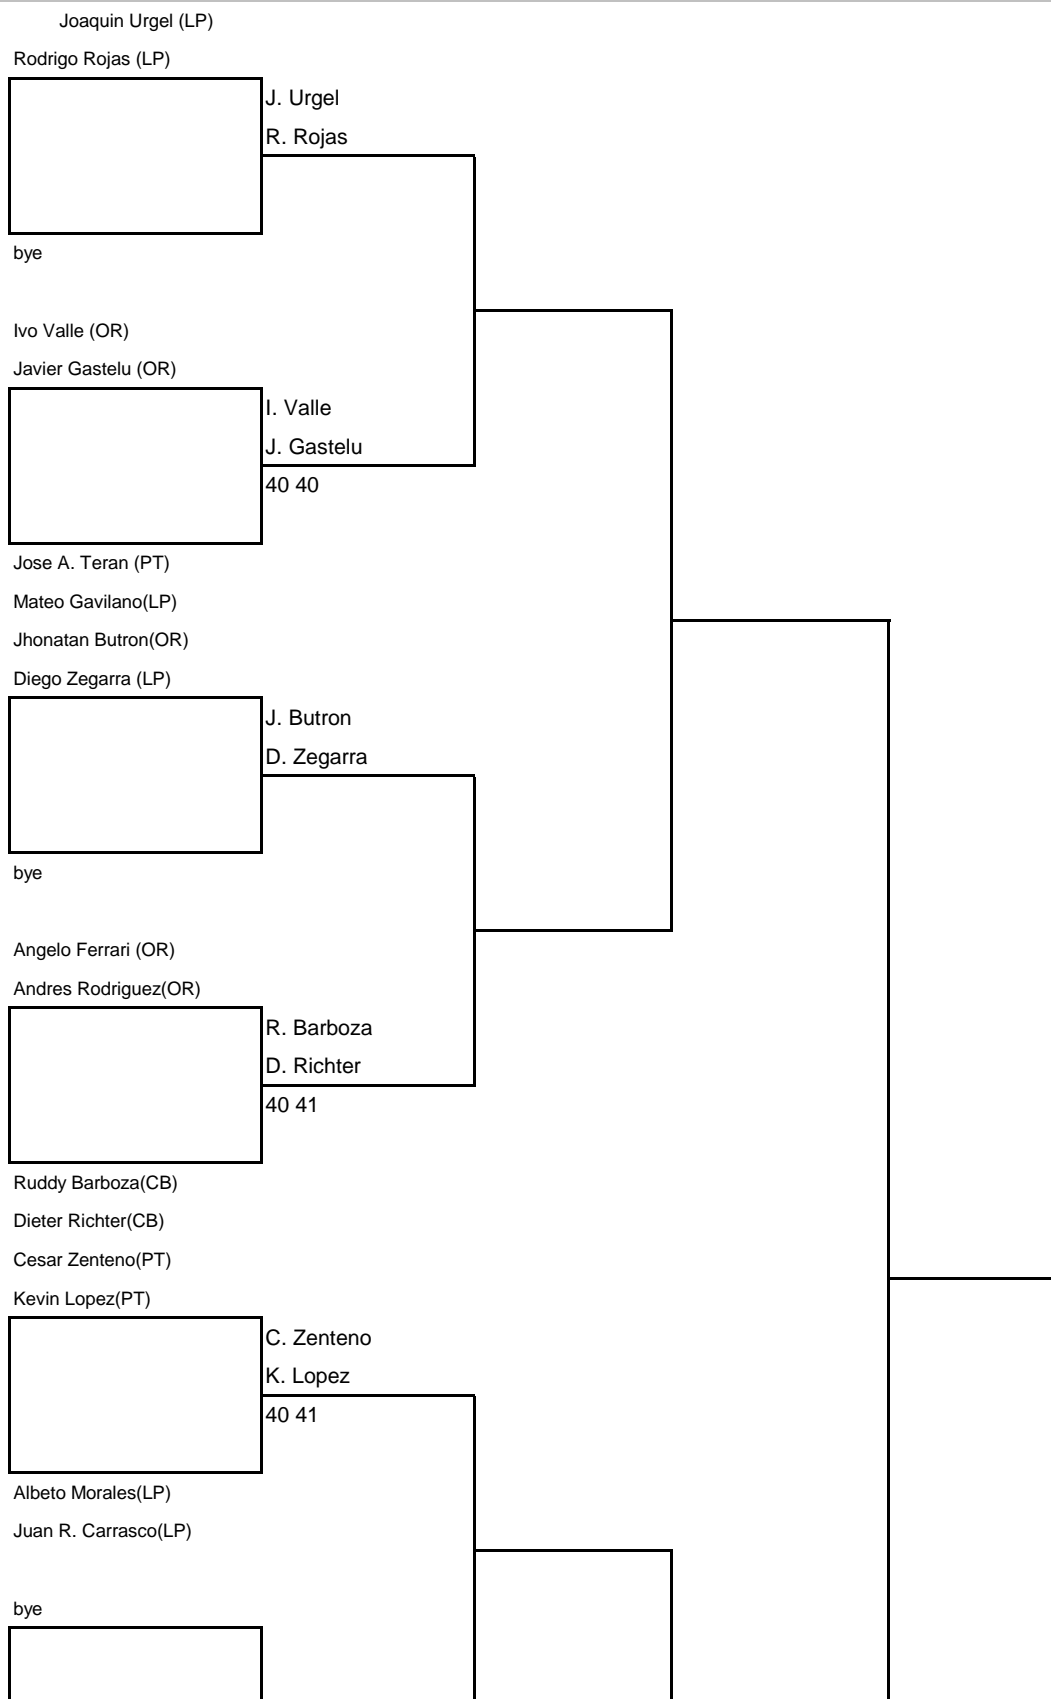 Joaquin Urgel (LP)
Rodrigo Rojas (LP)
J. Urgel
R. Rojas
bye
Ivo Valle (OR)
Javier Gastelu (OR)
I. Valle
J. Gastelu
40 40
Jose A. Teran (PT)
Mateo Gavilano(LP)
Jhonatan Butron(OR)
Diego Zegarra (LP)
J. Butron
D. Zegarra
bye
Angelo Ferrari (OR)
Andres Rodriguez(OR)
R. Barboza
D. Richter
40 41
Ruddy Barboza(CB)
Dieter Richter(CB)
Cesar Zenteno(PT)
Kevin Lopez(PT)
C. Zenteno
K. Lopez
40 41
Albeto Morales(LP)
Juan R. Carrasco(LP)
bye